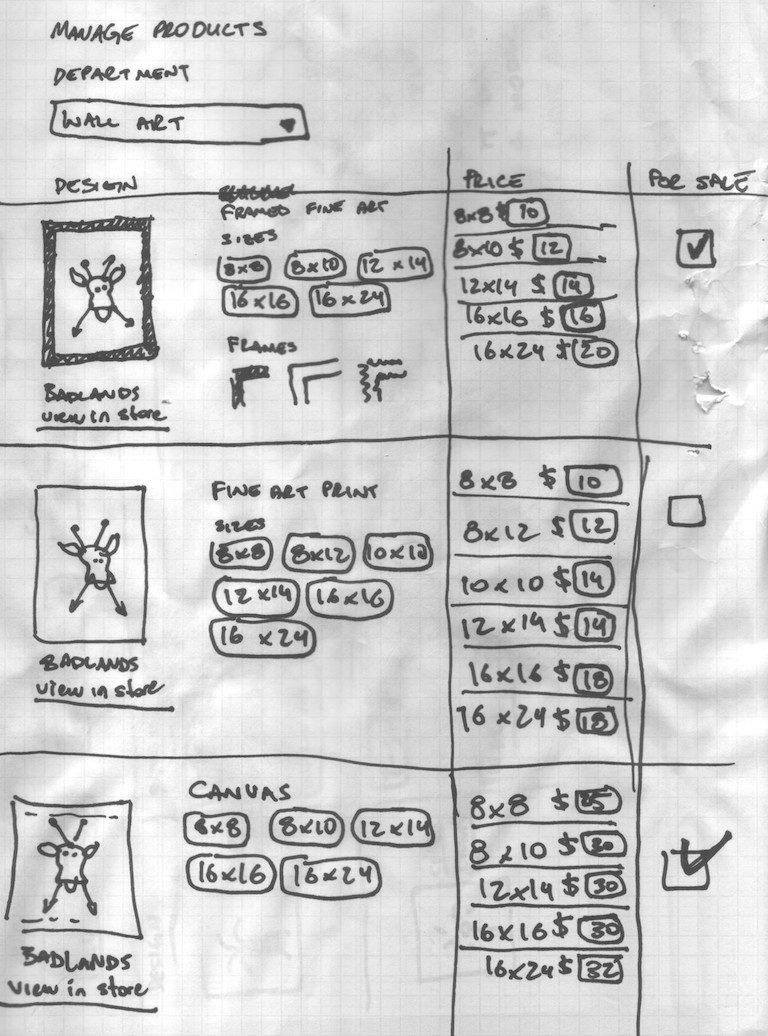 MANAGE PRODUCTS
DEPARTMENT
WALL ART
DESIGN
PRICE
FOR SALE
FRAMED FINE ART
SIZES
8x8 8x10 12x14
16x16 16x24
FRAMES
BADLANDS
view in store
8x8 $ 10
8x10 $ 12
12x14 $ 14
16x16 $ 16
16x24 $ 20
FINE ART PRINT
SIZES
8x8 8x12
12x14 16x16
16x24
BADLANDS
view in store
8x8 $ 10
8x12 $ 12
10x10 $ 14
12x14 $ 14
16x16 $ 18
16x24 $ 18
CANVAS
8x8 8x10 12x14
16x16 16x24
BADLANDS
view in store
8x8 $
8x10 $ 30
12x14 $ 30
16x16 $ 30
16x24 $ 32